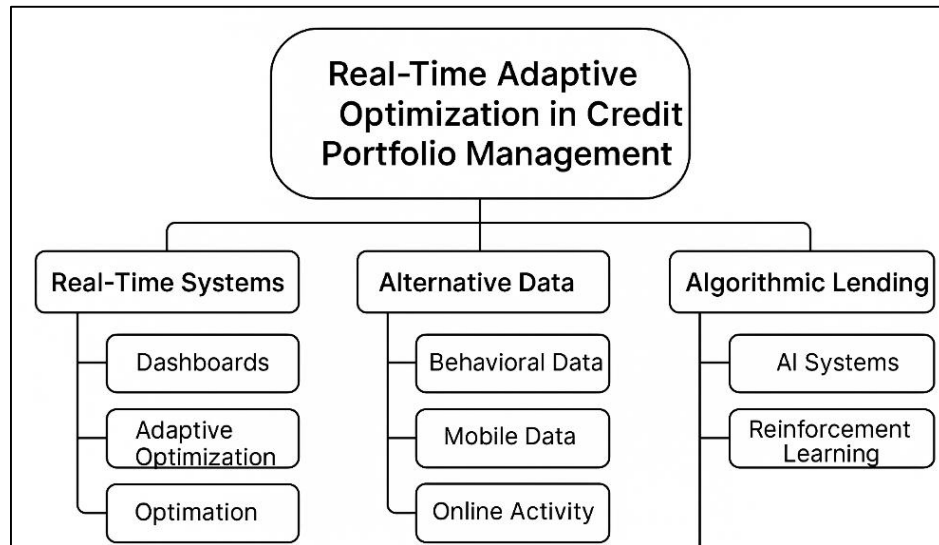 Real-Time Adaptive
Optimization in Credit
Portfolio Management
Real-Time Systems
Alternative Data
Algorithmic Lending
Dashboards
Adaptive
Optimization
Optimation
Behavioral Data
Mobile Data
Online Activity
AI Systems
Reinforcement
Learning